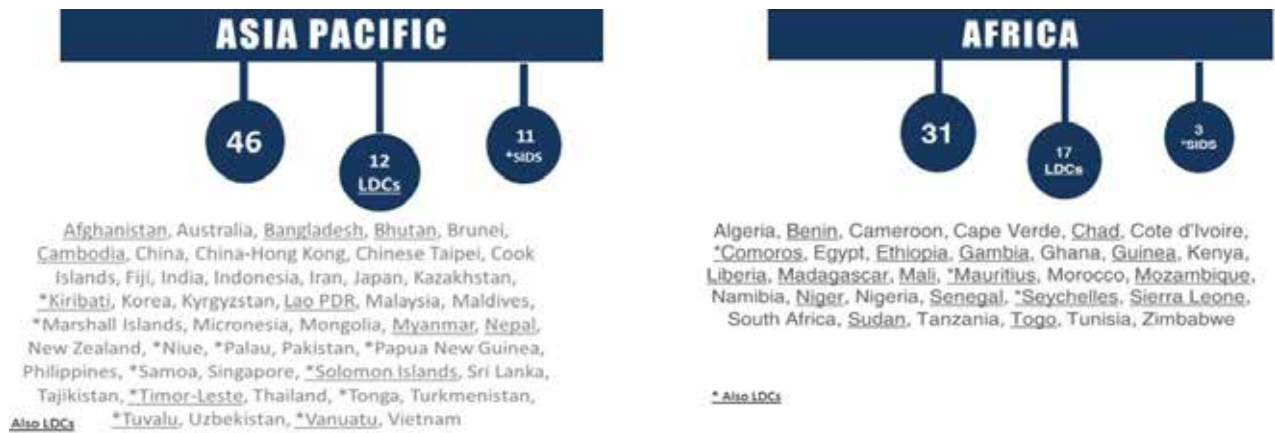 ASIA PACIFIC
46
12
LDCs
11
*SIDS
Afghanistan, Australia, Bangladesh, Bhutan, Brunei,
Cambodia, China, China-Hong Kong, Chinese Taipei, Cook
Islands, Fiji, India, Indonesia, Iran, Japan, Kazakhstan,
*Kiribati, Korea, Kyrgyzstan, Lao PDR, Malaysia, Maldives,
*Marshall Islands, Micronesia, Mongolia, Myanmar, Nepal,
New Zealand, *Niue, *Palau, Pakistan, *Papua New Guinea,
Philippines, *Samoa, Singapore, *Solomon Islands, Sri Lanka,
Tajikistan, *Timor-Leste, Thailand, *Tonga, Turkmenistan,
*Tuvalu, Uzbekistan, *Vanuatu, Vietnam
Also LDCs
AFRICA
31
17
LDCs
3
*SIDS
Algeria, Benin, Cameroon, Cape Verde, Chad, Cote d'Ivoire,
*Comoros, Egypt, Ethiopia, Gambia, Ghana, Guinea, Kenya,
Liberia, Madagascar, Mali, *Mauritius, Morocco, Mozambique,
Namibia, Niger, Nigeria, Senegal, *Seychelles, Sierra Leone,
South Africa, Sudan, Tanzania, Togo, Tunisia, Zimbabwe
* Also LDCs